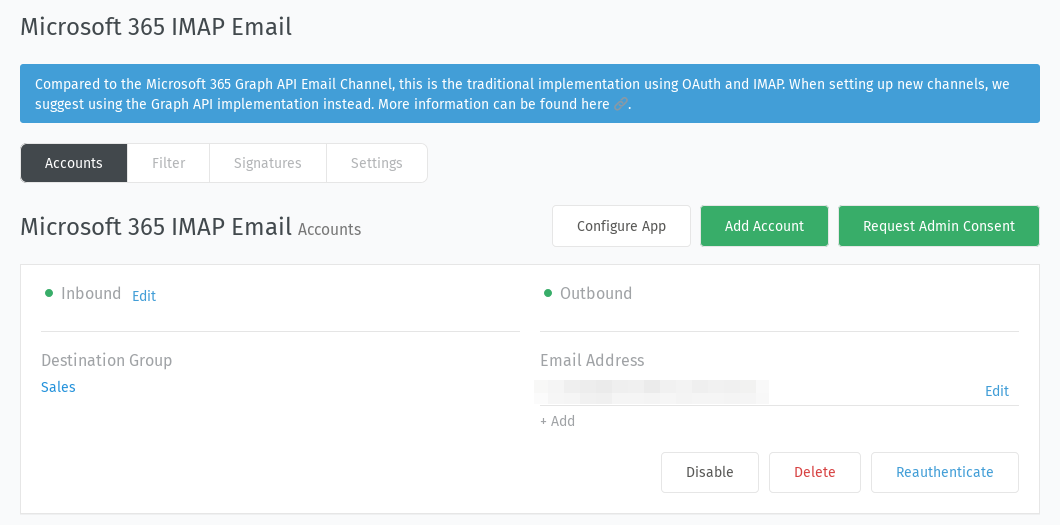 Microsoft 365 IMAP Email
Compared to the Microsoft 365 Graph API Email Channel, this is the traditional implementation using OAuth and IMAP. When setting up new channels, we
suggest using the Graph API implementation instead. More information can be found here 🔗.
Accounts Filter Signatures Settings
Microsoft 365 IMAP Email Accounts Configure App Add Account Request Admin Consent
Inbound Edit Outbound
Destination Group Email Address
Sales Edit
+ Add
Disable Delete Reauthenticate